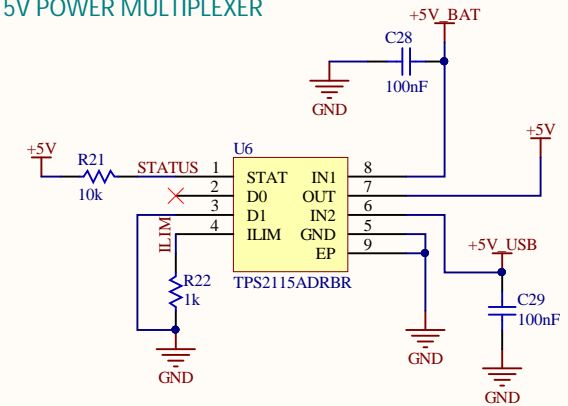 5V POWER MULTIPLEXER
+5V_BAT
C28
100nF
GND
+5V
R21
10k
STATUS
U6
1 STAT IN1 8
2 D0 OUT 7
3 D1 IN2 6
4 ILIM GND 5
EP 9
TPS2115ADRBR
ILIM
R22
1k
GND
+5V
+5V_USB
C29
100nF
GND
GND